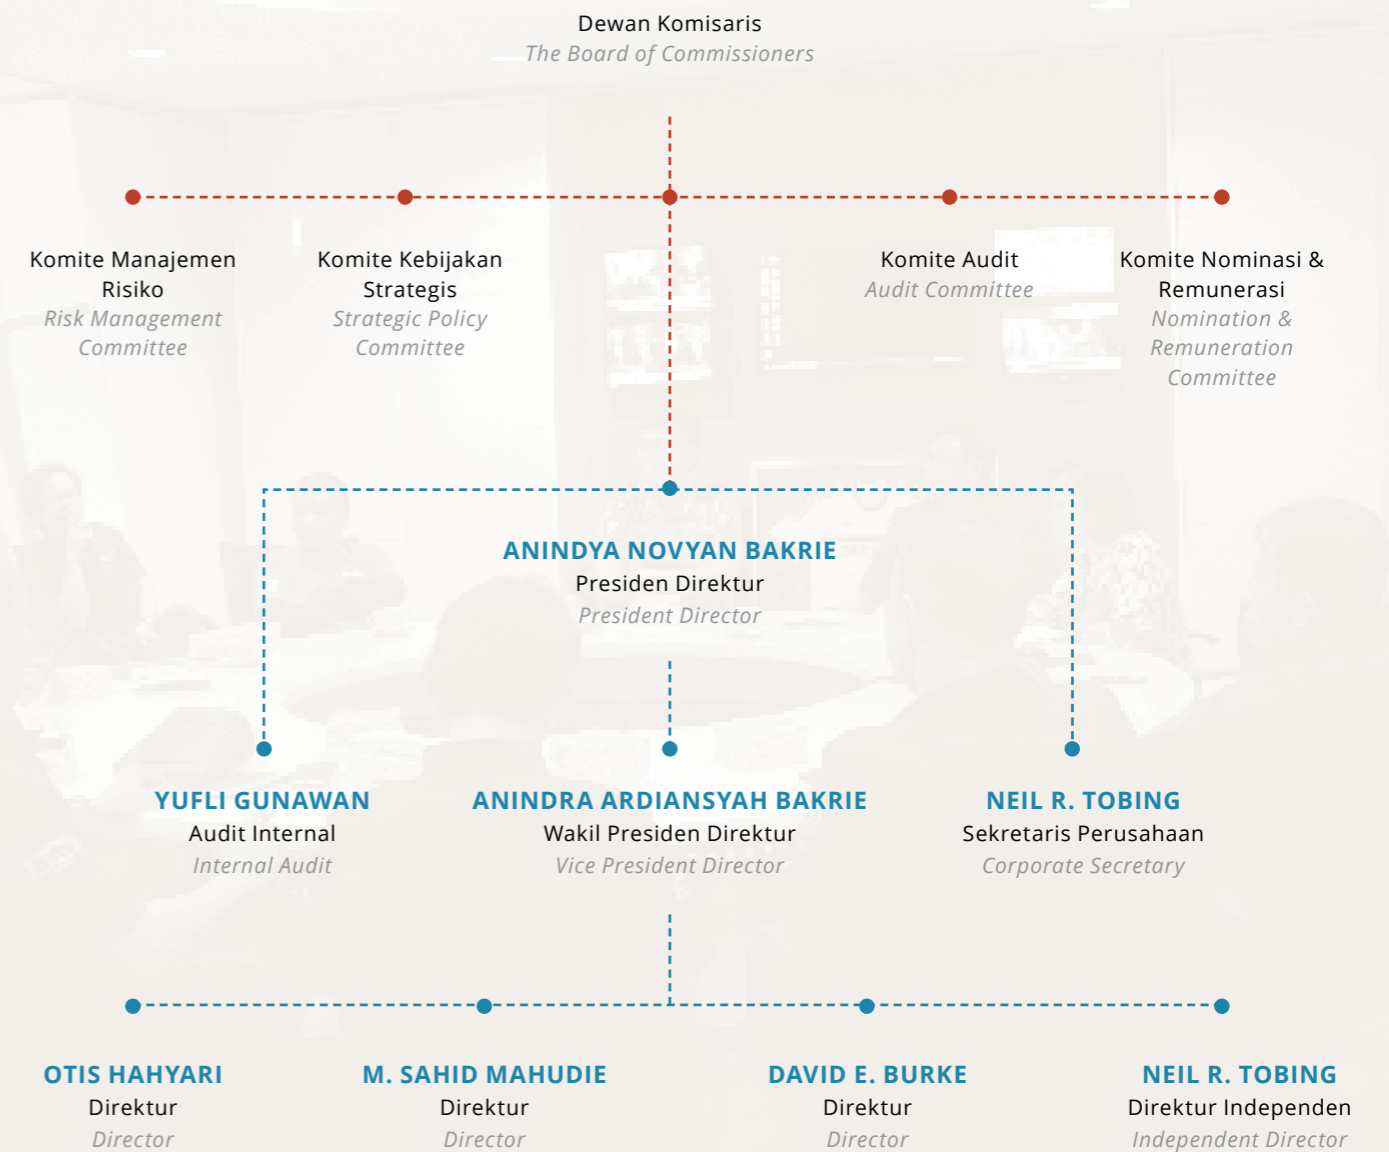 Dewan Komisaris
The Board of Commissioners
Komite Manajemen
Risiko
Risk Management
Committee
Komite Kebijakan
Strategis
Strategic Policy
Committee
Komite Audit
Audit Committee
Komite Nominasi &
Remunerasi
Nomination &
Remuneration
Committee
ANINDYA NOVYAN BAKRIE
Presiden Direktur
President Director
YUFLI GUNAWAN
Audit Internal
Internal Audit
ANINDRA ARDIANSYAH BAKRIE
Wakil Presiden Direktur
Vice President Director
NEIL R. TOBING
Sekretaris Perusahaan
Corporate Secretary
OTIS HAHYARI
Direktur
Director
M. SAHID MAHUDIE
Direktur
Director
DAVID E. BURKE
Direktur
Director
NEIL R. TOBING
Direktur Independen
Independent Director